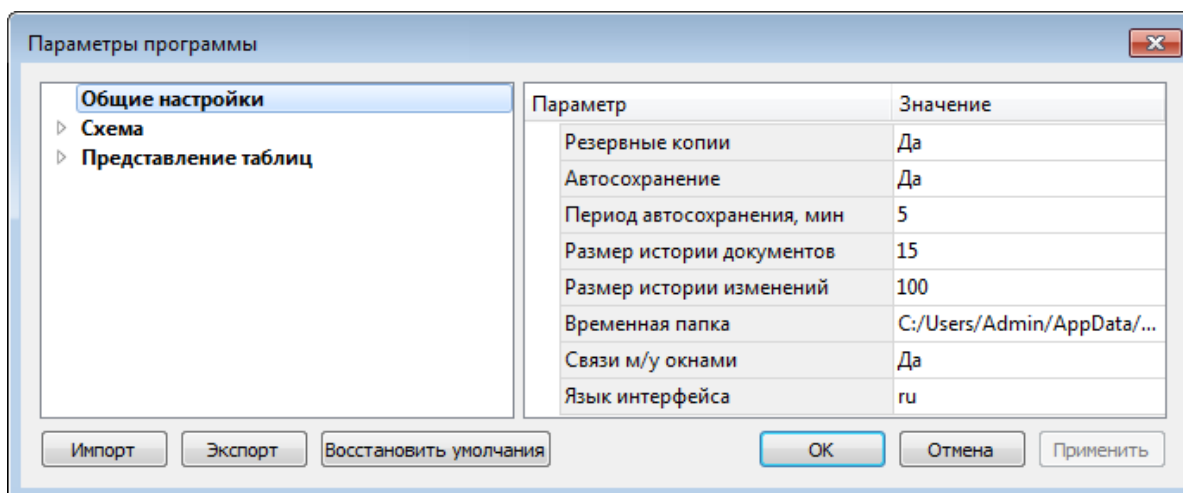 Параметры программы
Общие настройки
Схема
Представление таблиц
Параметр Значение
Резервные копии Да
Автосохранение Да
Период автосохранения, мин 5
Размер истории документов 15
Размер истории изменений 100
Временная папка C:/Users/Admin/AppData/...
Связи м/у окнами Да
Язык интерфейса ru
Импорт Экспорт Восстановить умолчания OK Отмена Применить